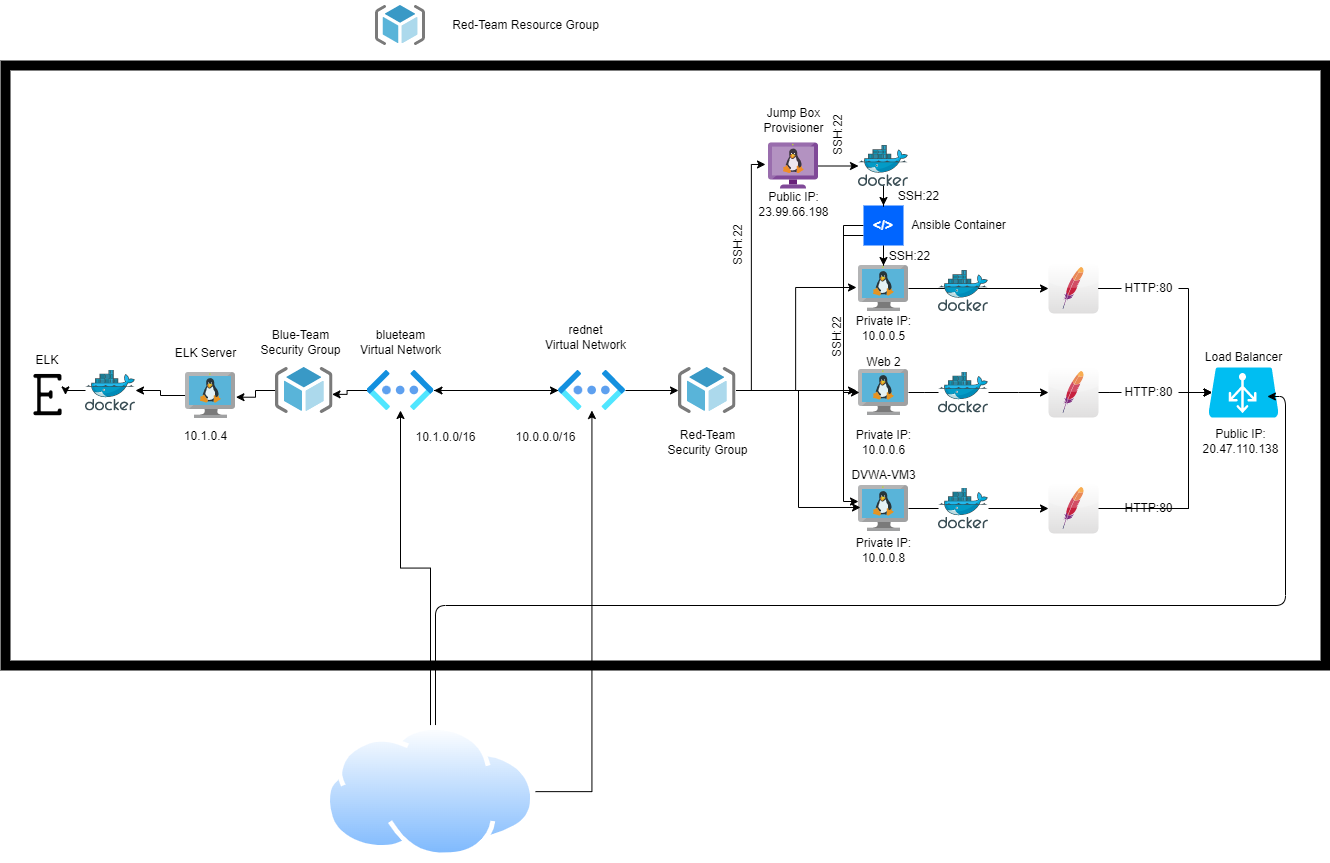 Red-Team Resource Group
Jump Box
Provisioner
SSH:22
docker
Public IP:
23.99.66.198
SSH:22
SSH:22
</>
Ansible Container
SSH:22
docker
HTTP:80
Private IP:
10.0.0.5
SSH:22
ELK
E
docker
ELK Server
10.1.0.4
Blue-Team
Security Group
blueteam
Virtual Network
10.1.0.0/16
rednet
Virtual Network
10.0.0.0/16
Red-Team
Security Group
Web 2
docker
HTTP:80
Private IP:
10.0.0.6
Load Balancer
Public IP:
20.47.110.138
DVWA-VM3
docker
HTTP:80
Private IP:
10.0.0.8